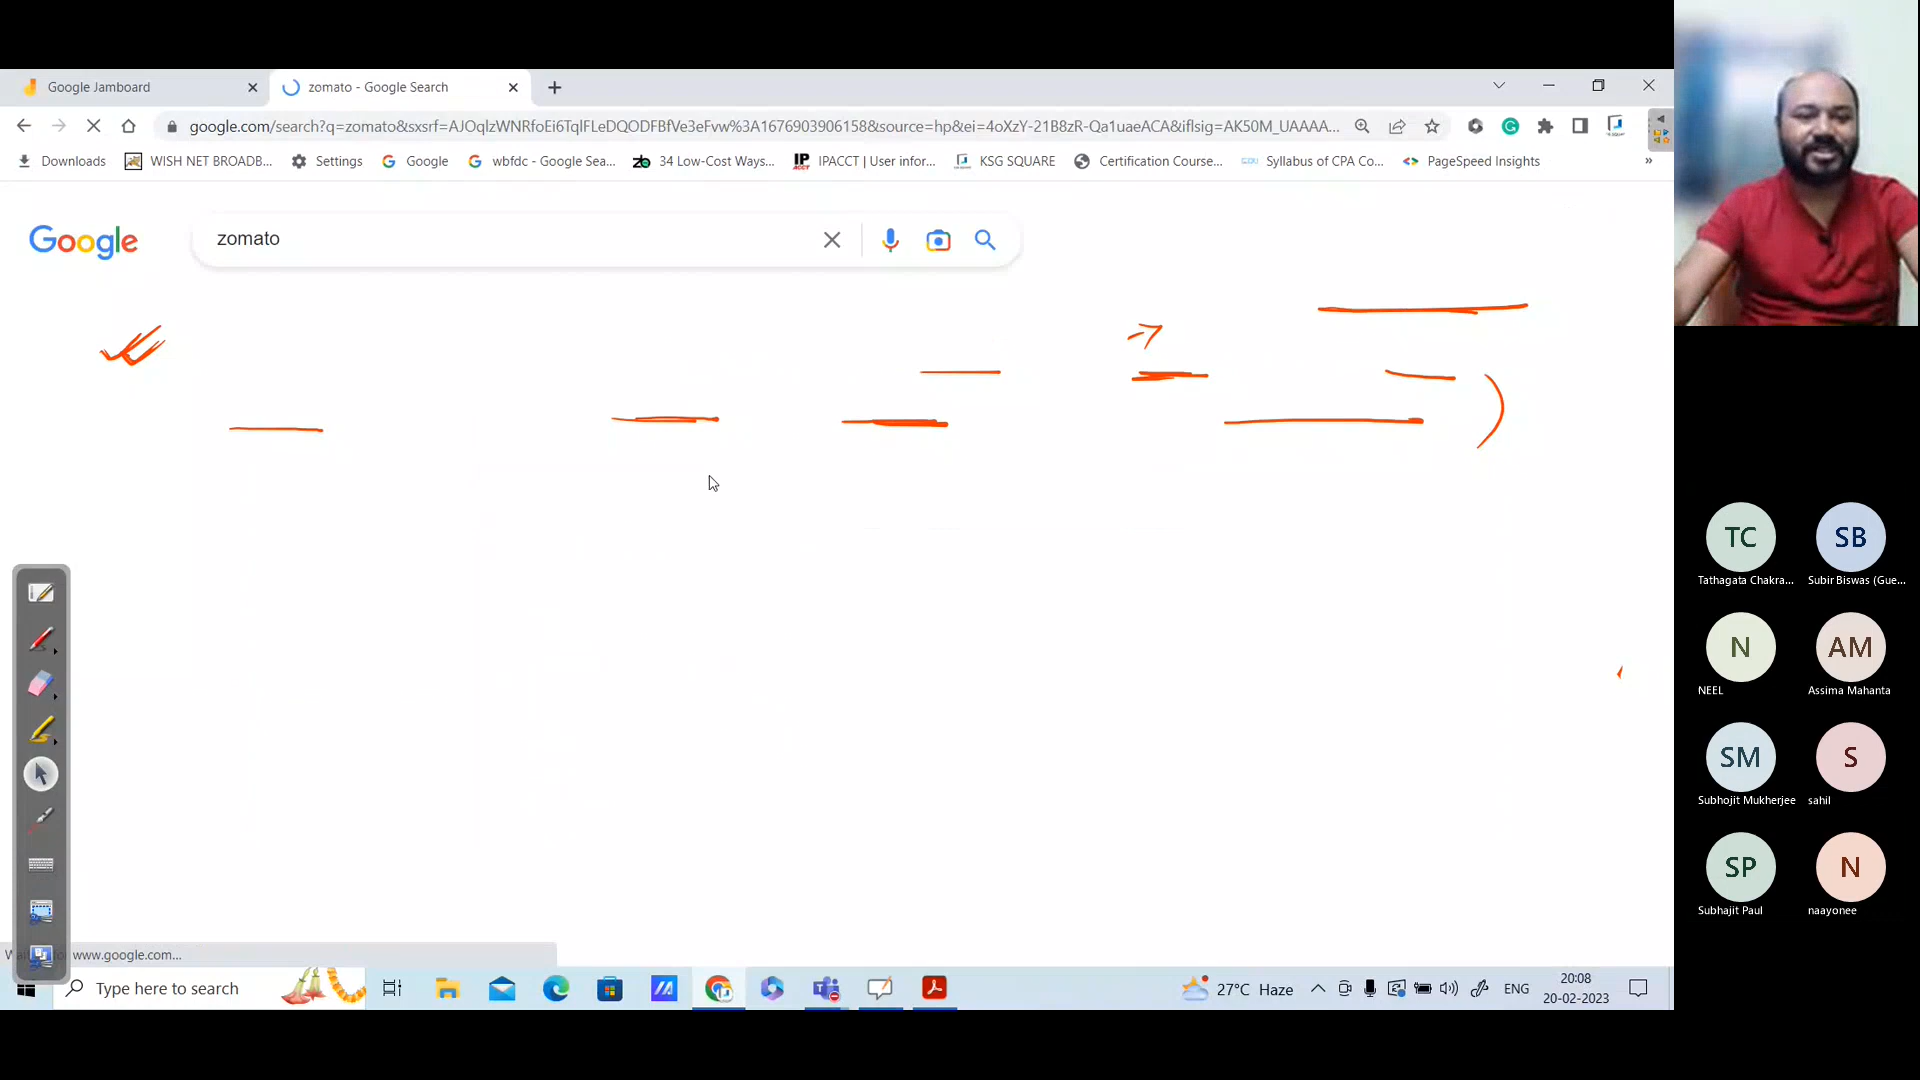 Google Jamboard
zomato - Google Search
google.com/search?q=zomato&sxsrf=AJOqlzWNRfoEi6TqlFLeDQODFBfVe3eFvw%3A1676903906158&source=hp&ei=4oXzY-21B8zR-Qa1uaeACA&iflsig=AK50M_UAAAA...
Downloads
WISH NET BROADB...
Settings
Google
wbfdc - Google Sea...
34 Low-Cost Ways...
IPACCT | User infor...
KSG SQUARE
Certification Course...
Syllabus of CPA Co...
PageSpeed Insights
»
Google
zomato
TC
Tathagata Chakra...
SB
Subir Biswas (Gue...
N
NEEL
AM
Assima Mahanta
SM
Subhojit Mukherjee
S
sahil
SP
Subhajit Paul
N
naayonee
www.google.com...
Type here to search
27°C Haze
ENG
20:08
20-02-2023